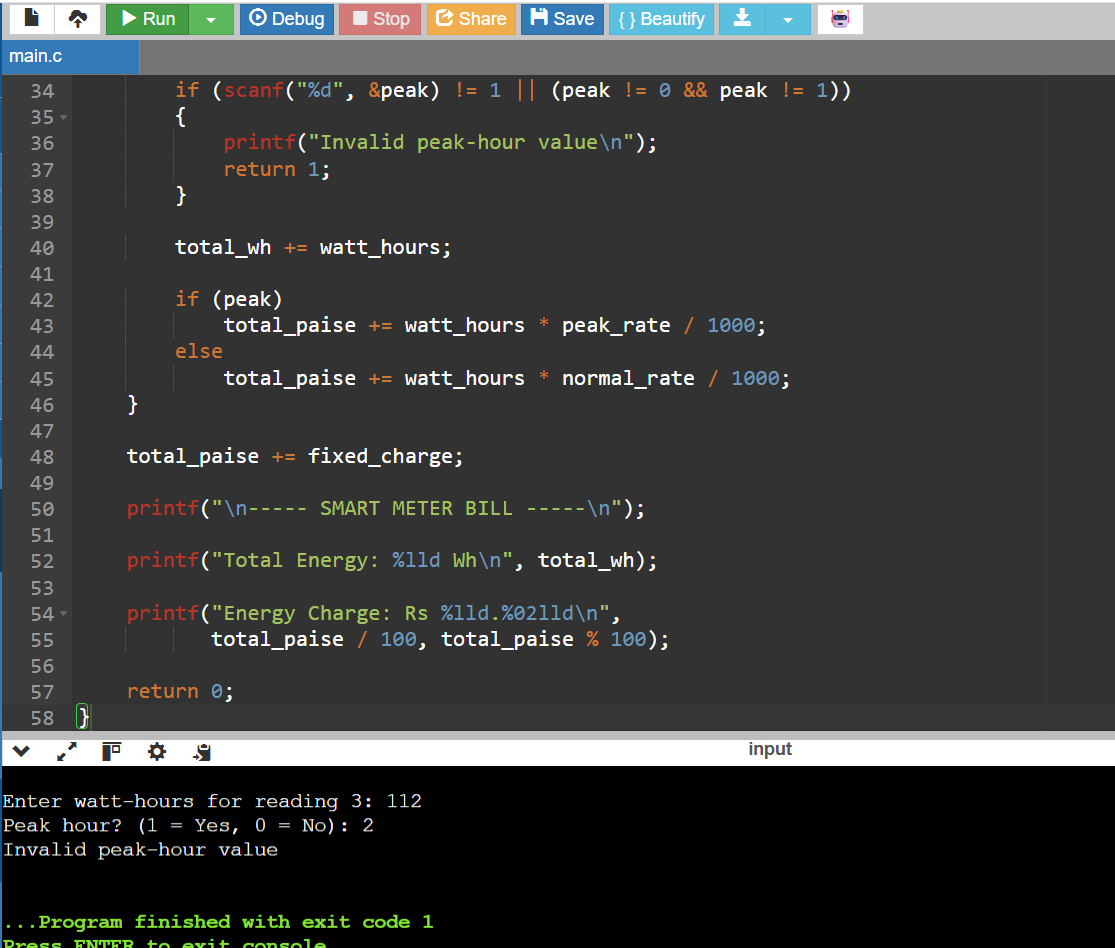 Run Debug Stop Share Save { } Beautify
main.c
34 if (scanf("%d", &peak) != 1 || (peak != 0 && peak != 1))
35 {
36 printf("Invalid peak-hour value\n");
37 return 1;
38 }
39
40 total_wh += watt_hours;
41
42 if (peak)
43 total_paise += watt_hours * peak_rate / 1000;
44 else
45 total_paise += watt_hours * normal_rate / 1000;
46 }
47
48 total_paise += fixed_charge;
49
50 printf("\n----- SMART METER BILL -----\n");
51
52 printf("Total Energy: %lld Wh\n", total_wh);
53
54 printf("Energy Charge: Rs %lld.%02lld\n",
55 total_paise / 100, total_paise % 100);
56
57 return 0;
58 }
input
Enter watt-hours for reading 3: 112
Peak hour? (1 = Yes, 0 = No): 2
Invalid peak-hour value
...Program finished with exit code 1
Press ENTER to exit console.